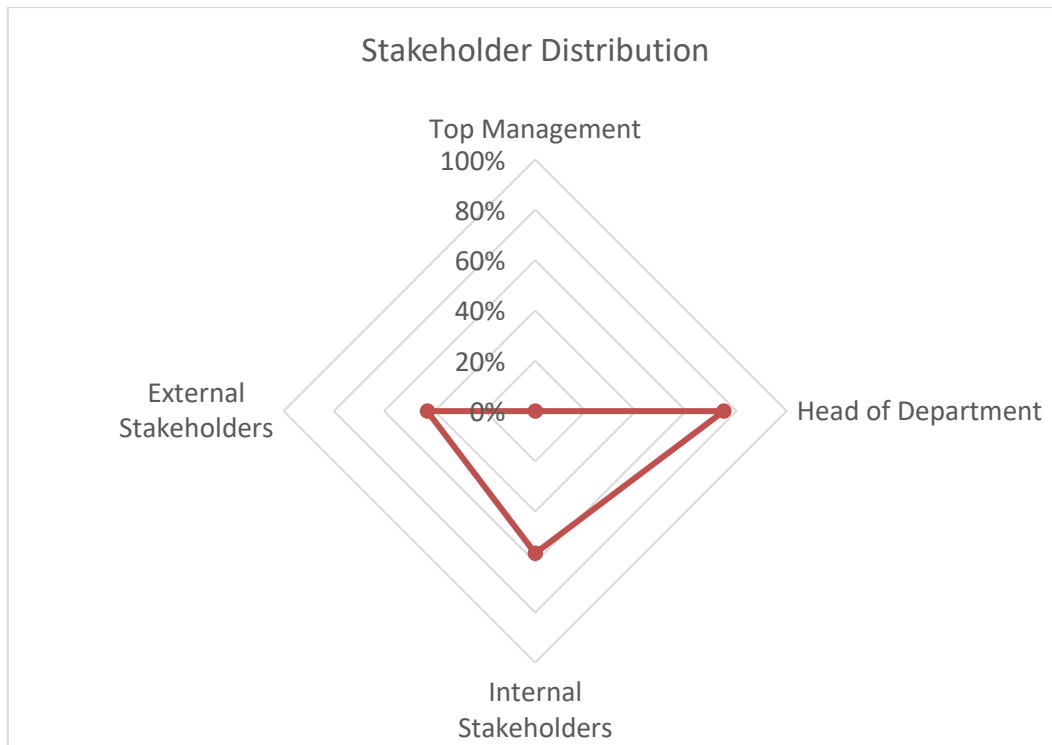 Stakeholder Distribution
Top Management
100%
80%
60%
40%
20%
0%
External
Stakeholders
Head of Department
Internal
Stakeholders